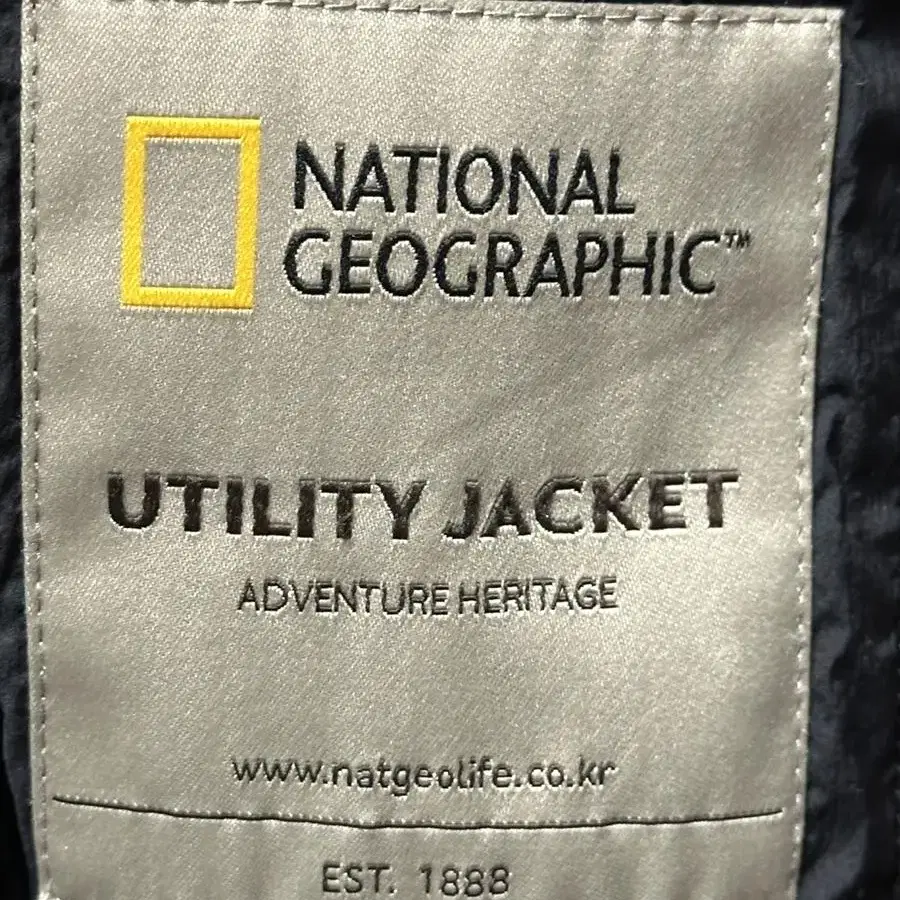 NATIONAL
GEOGRAPHIC™
UTILITY JACKET
ADVENTURE HERITAGE
www.natgeolife.co.kr
EST. 1888